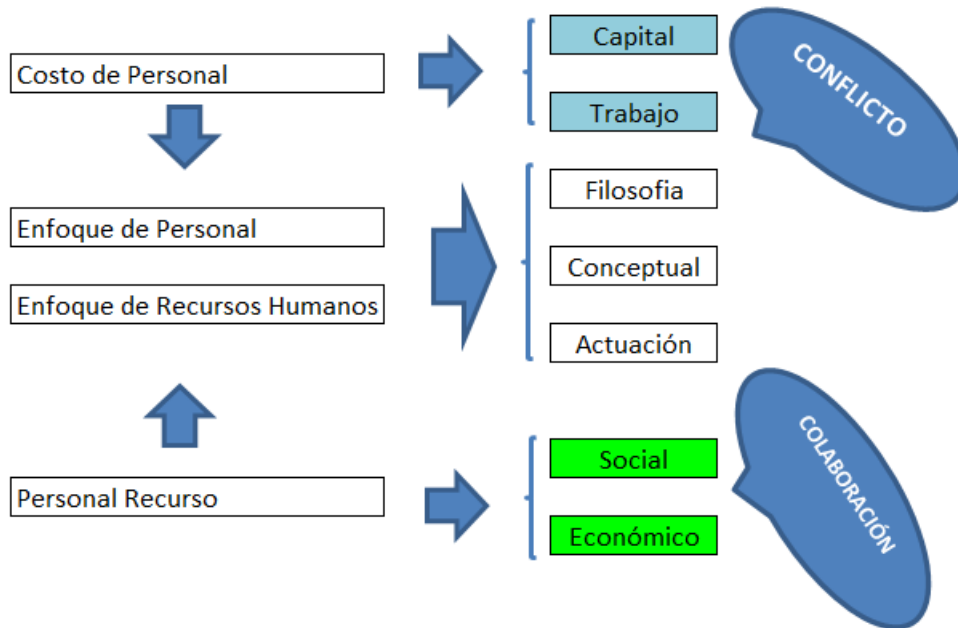 Capital
CONFLICTO
Costo de Personal
Trabajo
Filosofia
Enfoque de Personal
Conceptual
Enfoque de Recursos Humanos
Actuación
Social
COLABORACIÓN
Personal Recurso
Económico